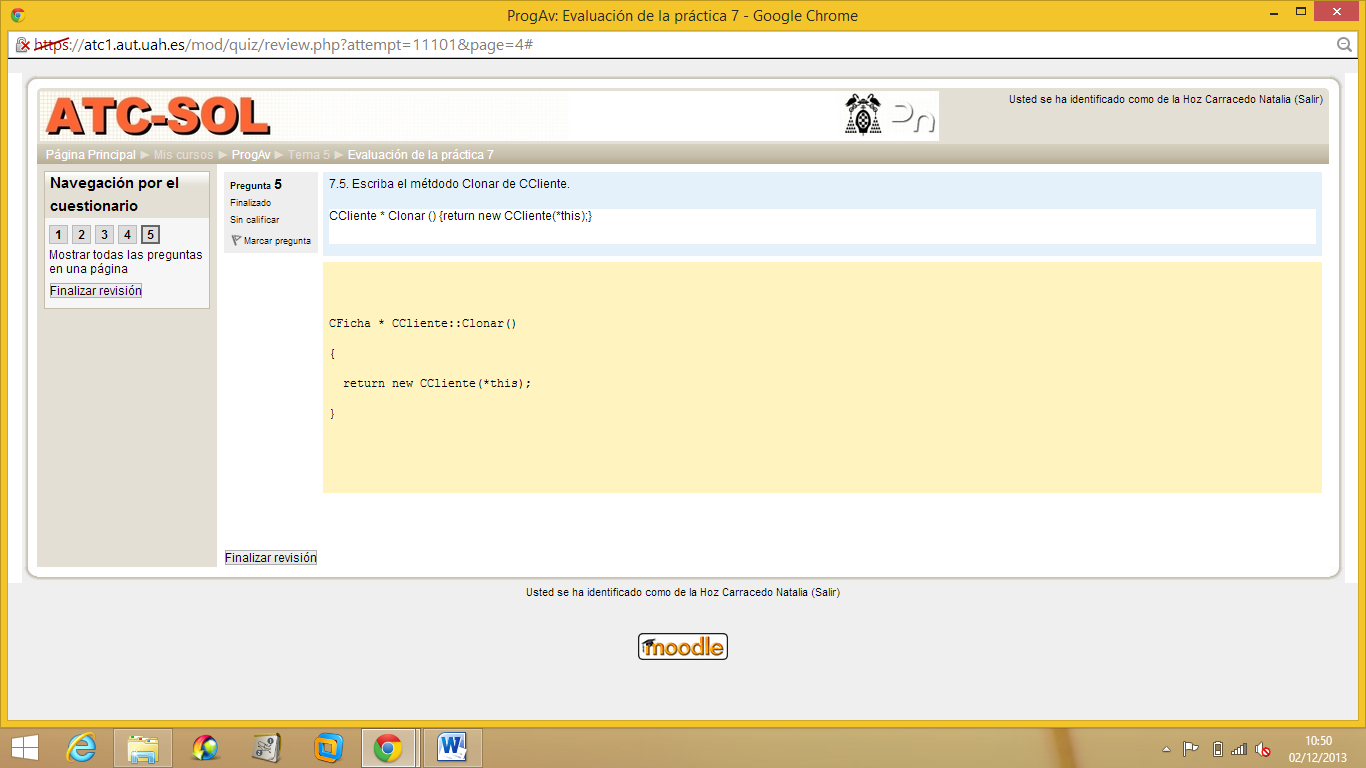 ProgAv: Evaluación de la práctica 7 - Google Chrome
https://atc1.aut.uah.es/mod/quiz/review.php?attempt=11101&page=4#
ATC-SOL
Usted se ha identificado como de la Hoz Carracedo Natalia (Salir)
Página Principal ► Mis cursos ► ProgAv ► Tema 5 ► Evaluación de la práctica 7
Navegación por el
cuestionario
1 2 3 4 5
Mostrar todas las preguntas
en una página
Finalizar revisión
Pregunta 5
Finalizado
Sin calificar
Marcar pregunta
7.5. Escriba el métdodo Clonar de CCliente.
CCliente * Clonar () {return new CCliente(*this);}
CFicha * CCliente::Clonar()
{
return new CCliente(*this);
}
Finalizar revisión
Usted se ha identificado como de la Hoz Carracedo Natalia (Salir)
moodle
10:50
02/12/2013